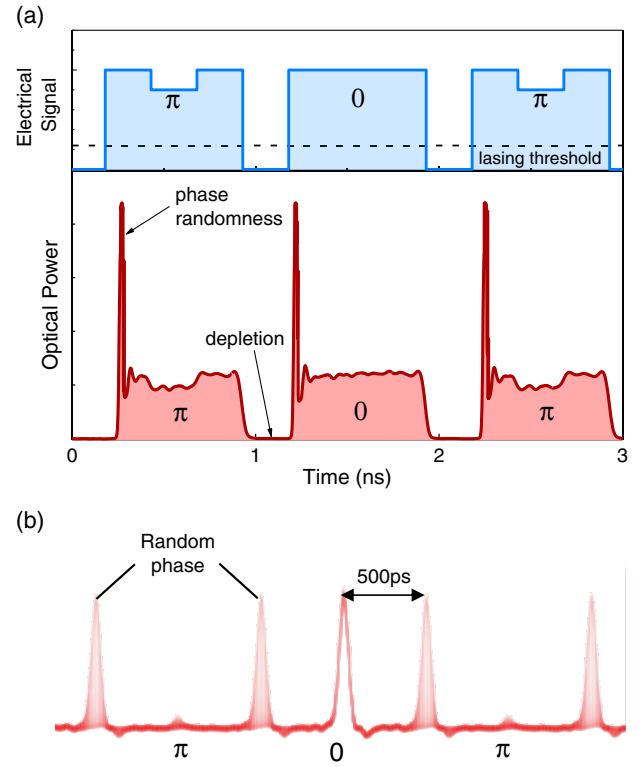 (a)
Electrical
Signal
π
0
π
lasing threshold
Optical Power
phase
randomness
depletion
π
0
π
0
1
2
3
Time (ns)
(b)
Random
phase
500ps
π
0
π